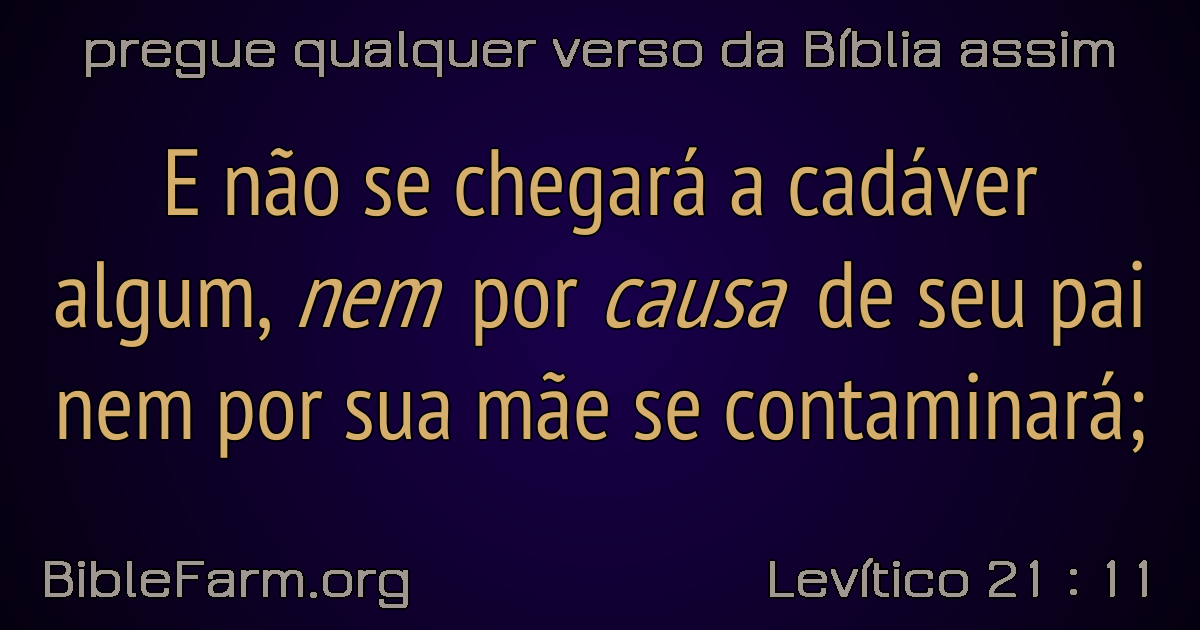 pregue qualquer verso da Bíblia assim
E não se chegará a cadáver
algum, nem por causa de seu pai
nem por sua mãe se contaminará;
BibleFarm.org
Levítico 21 : 11